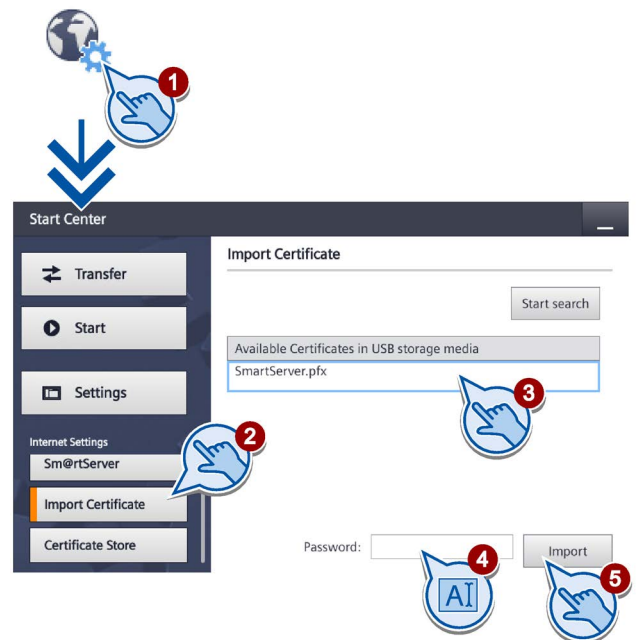 1
Start Center
Transfer
Start
Settings
Internet Settings
Sm@rtServer
Import Certificate
Certificate Store
2
Import Certificate
Start search
Available Certificates in USB storage media
SmartServer.pfx
3
Password:
4
AI
Import
5